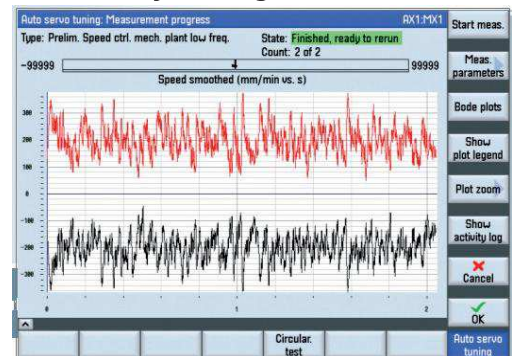 Auto servo tuning: Measurement progress AX1:MX1
Type: Prelim. Speed ctrl. mech. plant low freq.
State: Finished, ready to rerun
Count: 2 of 2
-99999 99999
Speed smoothed (mm/min vs. s)
300
200
100
0
-100
-200
-300
0 1 2
Start meas.
Meas.
parameters
Bode plots
Show
plot legend
Plot zoom
Show
activity log
Cancel
OK
Circular.
test
Auto servo
tuning